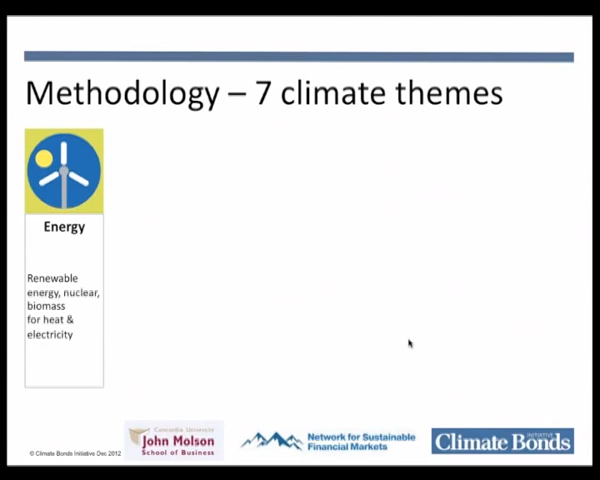 Methodology – 7 climate themes
Energy
Renewable
energy, nuclear,
biomass
for heat &
electricity
© Climate Bonds Initiative Dec 2012
Concordia University
John Molson
School of Business
Network for Sustainable
Financial Markets
INITIATIVE
Climate Bonds